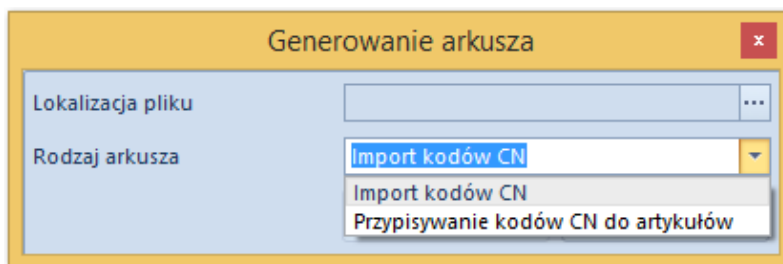 Generowanie arkusza
x
Lokalizacja pliku
...
Rodzaj arkusza Import kodów CN
Import kodów CN
Przypisywanie kodów CN do artykułów